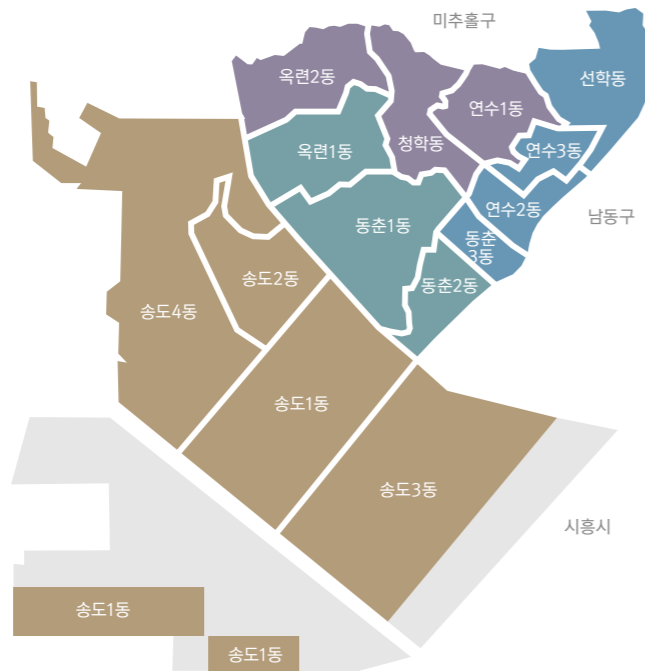 미추홀구
옥련2동
선학동
연수1동
청학동
옥련1동
연수3동
연수2동
남동구
동춘1동
동춘
3동
송도2동
동춘2동
송도4동
송도1동
송도3동
시흥시
송도1동
송도1동